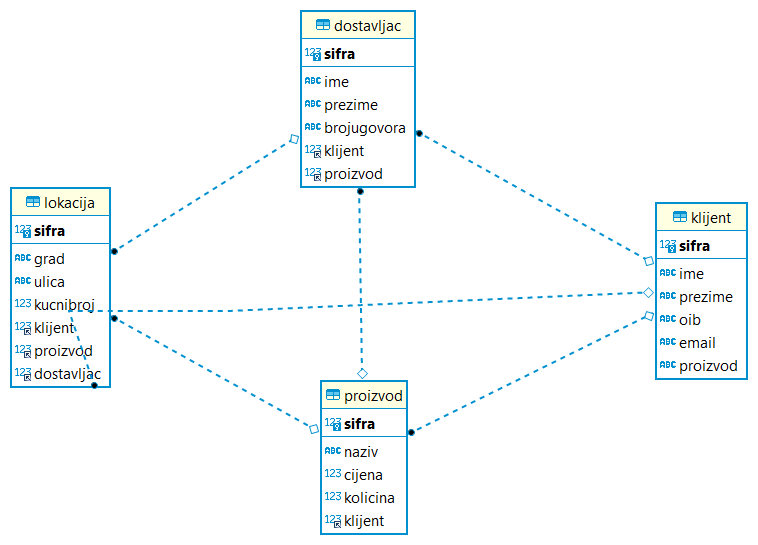 dostavljac
123 sifra
ABC ime
ABC prezime
ABC brojugovora
123 klijent
123 proizvod
lokacija
123 sifra
ABC grad
ABC ulica
123 kucnibroj
123 klijent
123 proizvod
123 dostavljac
klijent
123 sifra
ABC ime
ABC prezime
ABC oib
ABC email
ABC proizvod
proizvod
123 sifra
ABC naziv
123 cijena
123 kolicina
123 klijent